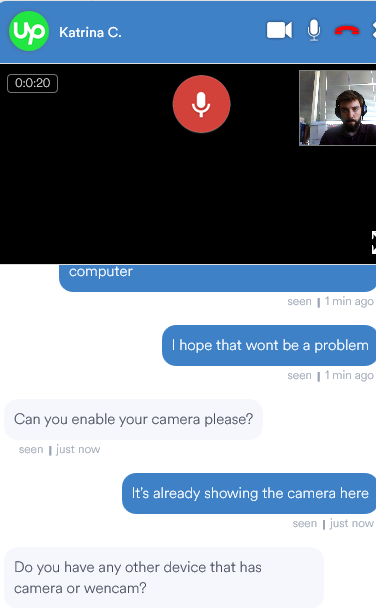 Up
Katrina C.
0:0:20
computer
seen | 1 min ago
I hope that wont be a problem
seen | 1 min ago
Can you enable your camera please?
seen | just now
It's already showing the camera here
seen | just now
Do you have any other device that has
camera or wencam?